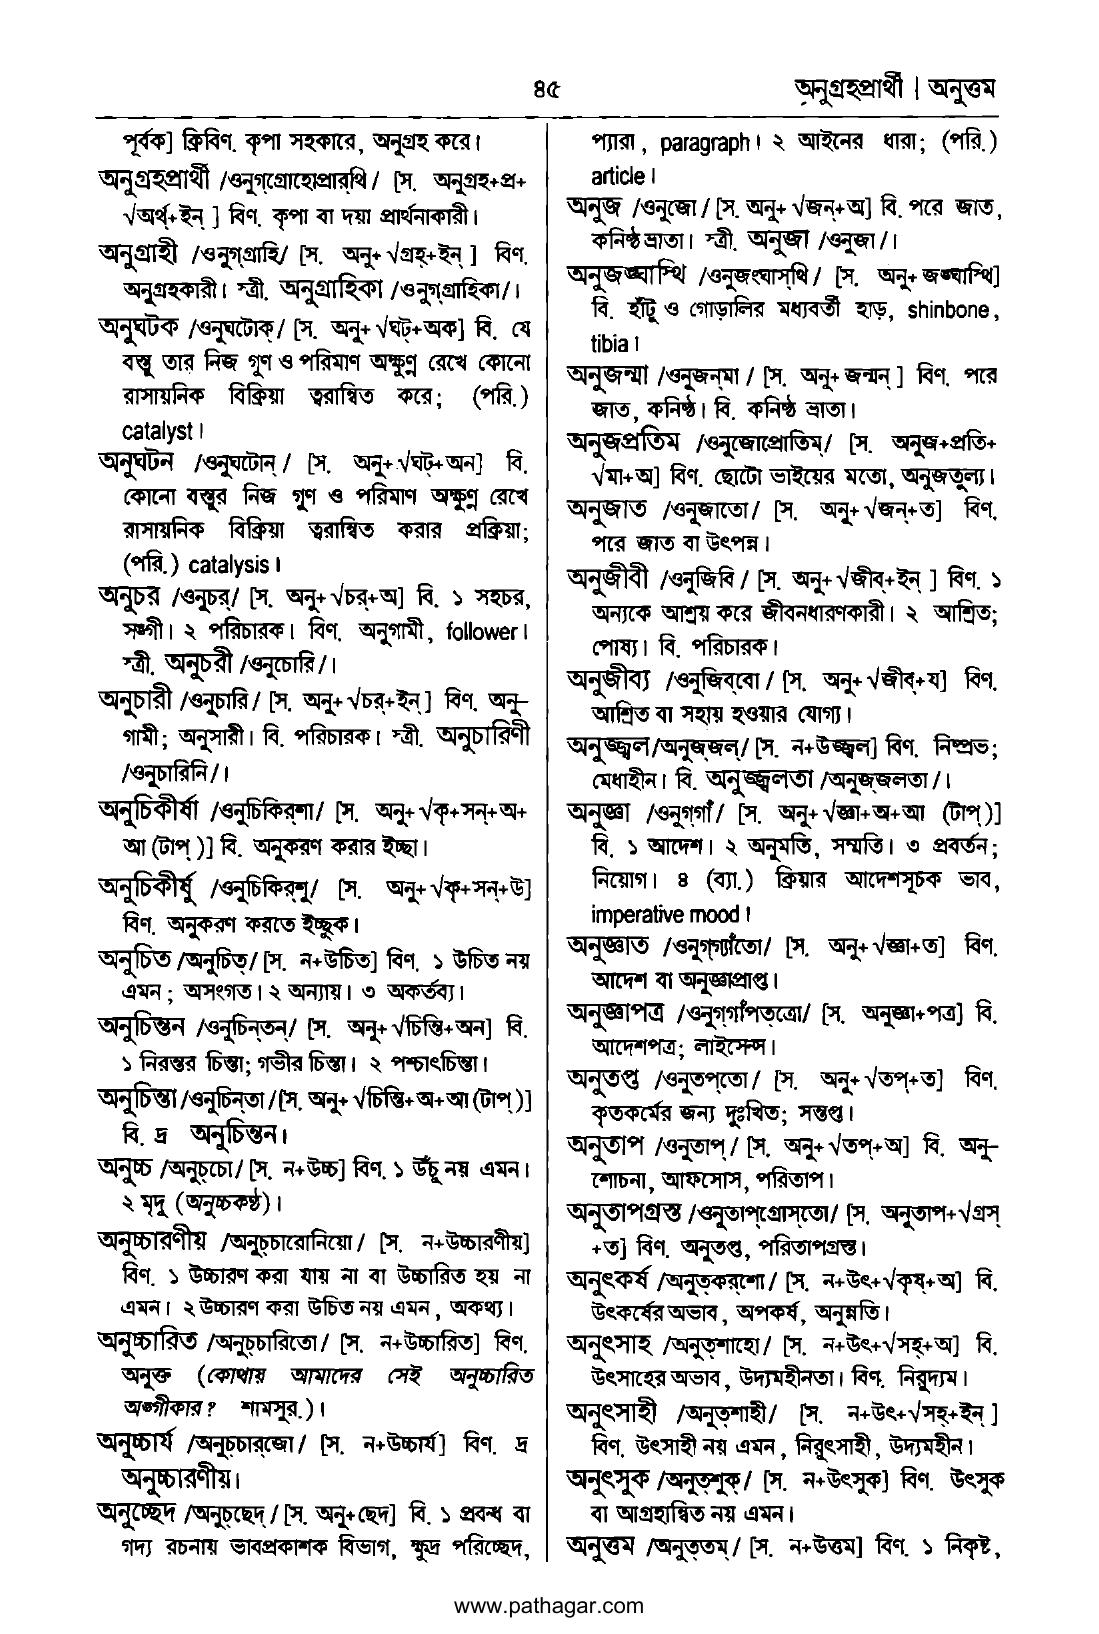 ৪৫
অনুগ্রহপ্রার্থী | অনুত্তম
পূর্বক] ক্রিবিণ. কৃপা সহকারে, অনুগ্রহ করে।
অনুগ্রহপ্রার্থী /ওনুগ্‌গ্রোহোপ্রার্‌থি/ [স. অনুগ্রহ+প্র+
√অর্থ্+ইন্ ] বিণ. কৃপা বা দয়া প্রার্থনাকারী।
অনুগ্রাহী /ওনুগ্‌গ্রাহি/ [স. অনু+√গ্রহ্+ইন্ ] বিণ.
অনুগ্রহকারী। স্ত্রী. অনুগ্রাহিকা /ওনুগ্‌গ্রাহিকা/।
অনুঘটক /ওনুঘটোক্/ [স. অনু+√ঘট্+অক] বি. যে
বস্তু তার নিজ গুণ ও পরিমাণ অক্ষুণ্ন রেখে কোনো
রাসায়নিক বিক্রিয়া ত্বরান্বিত করে; (পরি.)
catalyst।
অনুঘটন /ওনুঘটোন্/ [স. অনু+√ঘট্+অন] বি.
কোনো বস্তুর নিজ গুণ ও পরিমাণ অক্ষুণ্ন রেখে
রাসায়নিক বিক্রিয়া ত্বরান্বিত করার প্রক্রিয়া;
(পরি.) catalysis।
অনুচর /ওনুচর্/ [স. অনু+√চর্+অ] বি. ১ সহচর,
সঙ্গী। ২ পরিচারক। বিণ. অনুগামী, follower।
স্ত্রী. অনুচরী /ওনুচোরি/।
অনুচারী /ওনুচারি/ [স. অনু+√চর্+ইন্ ] বিণ. অনু-
গামী; অনুসারী। বি. পরিচারক। স্ত্রী. অনুচারিণী
/ওনুচারিনি/।
অনুচিকীর্ষা /ওনুচিকির্‌শা/ [স. অনু+√কৃ+সন্+অ+
আ (টাপ্ )] বি. অনুকরণ করার ইচ্ছা।
অনুচিকীর্ষু /ওনুচিকির্‌শু/ [স. অনু+√কৃ+সন্+উ]
বিণ. অনুকরণ করতে ইচ্ছুক।
অনুচিত /অনুচিত্/ [স. ন+উচিত] বিণ. ১ উচিত নয়
এমন; অসংগত। ২ অন্যায়। ৩ অকর্তব্য।
অনুচিন্তন /ওনুচিন্‌তন্/ [স. অনু+√চিন্তি+অন] বি.
১ নিরন্তর চিন্তা; গভীর চিন্তা। ২ পশ্চাৎচিন্তা।
অনুচিন্তা /ওনুচিন্‌তা/ [স. অনু+√চিন্তি+অ+আ (টাপ্ )]
বি. দ্র অনুচিন্তন।
অনুচ্চ /অনুচ্‌চো/ [স. ন+উচ্চ] বিণ. ১ উঁচু নয় এমন।
২ মৃদু (অনুচ্চকণ্ঠ)।
অনুচ্চারণীয় /অনুচ্‌চারোনিয়ো/ [স. ন+উচ্চারণীয়]
বিণ. ১ উচ্চারণ করা যায় না বা উচ্চারিত হয় না
এমন। ২ উচ্চারণ করা উচিত নয় এমন, অকথ্য।
অনুচ্চারিত /অনুচ্‌চারিতো/ [স. ন+উচ্চারিত] বিণ.
অনুক্ত (কোথায় আমাদের সেই অনুচ্চারিত
অঙ্গীকার? শামসুর.)।
অনুচ্চার্য /অনুচ্‌চার্‌জো/ [স. ন+উচ্চার্য] বিণ. দ্র
অনুচ্চারণীয়।
অনুচ্ছেদ /অনুচ্‌ছেদ্/ [স. অনু+ছেদ] বি. ১ প্রবন্ধ বা
গদ্য রচনায় ভাবপ্রকাশক বিভাগ, ক্ষুদ্র পরিচ্ছেদ,
প্যারা, paragraph। ২ আইনের ধারা; (পরি.)
article।
অনুজ /ওনুজো/ [স. অনু+√জন্+অ] বি. পরে জাত,
কনিষ্ঠ ভ্রাতা। স্ত্রী. অনুজা /ওনুজা/।
অনুজঙ্ঘাস্থি /ওনুজংঘাস্‌থি/ [স. অনু+জঙ্ঘাস্থি]
বি. হাঁটু ও গোড়ালির মধ্যবর্তী হাড়, shinbone,
tibia।
অনুজন্মা /ওনুজন্‌মা/ [স. অনু+জন্মন্ ] বিণ. পরে
জাত, কনিষ্ঠ। বি. কনিষ্ঠ ভ্রাতা।
অনুজপ্রতিম /ওনুজোপ্রোতিম্/ [স. অনুজ+প্রতি+
√মা+অ] বিণ. ছোটো ভাইয়ের মতো, অনুজতুল্য।
অনুজাত /ওনুজাতো/ [স. অনু+√জন্+ত] বিণ.
পরে জাত বা উৎপন্ন।
অনুজীবী /ওনুজিবি/ [স. অনু+√জীব্+ইন্ ] বিণ. ১
অন্যকে আশ্রয় করে জীবনধারণকারী। ২ আশ্রিত;
পোষ্য। বি. পরিচারক।
অনুজীব্য /ওনুজিব্‌বো/ [স. অনু+√জীব্+য] বিণ.
আশ্রিত বা সহায় হওয়ার যোগ্য।
অনুজ্জ্বল /অনুজ্‌জল্/ [স. ন+উজ্জ্বল] বিণ. নিষ্প্রভ;
মেধাহীন। বি. অনুজ্জ্বলতা /অনুজ্‌জলতা/।
অনুজ্ঞা /ওনুগ্‌গাঁ/ [স. অনু+√জ্ঞা+অ+আ (টাপ্ )]
বি. ১ আদেশ। ২ অনুমতি, সম্মতি। ৩ প্রবর্তন;
নিয়োগ। ৪ (ব্যা.) ক্রিয়ার আদেশসূচক ভাব,
imperative mood।
অনুজ্ঞাত /ওনুগ্‌গ্যাঁতো/ [স. অনু+√জ্ঞা+ত] বিণ.
আদেশ বা অনুজ্ঞাপ্রাপ্ত।
অনুজ্ঞাপত্র /ওনুগ্‌গাঁপত্‌ত্রো/ [স. অনুজ্ঞা+পত্র] বি.
আদেশপত্র; লাইসেন্স।
অনুতপ্ত /ওনুতপ্‌তো/ [স. অনু+√তপ্+ত] বিণ.
কৃতকর্মের জন্য দুঃখিত; সন্তপ্ত।
অনুতাপ /ওনুতাপ্/ [স. অনু+√তপ্+অ] বি. অনু-
শোচনা, আফসোস, পরিতাপ।
অনুতাপগ্রস্ত /ওনুতাপ্‌গ্রোস্‌তো/ [স. অনুতাপ+√গ্রস্
+ত] বিণ. অনুতপ্ত, পরিতাপগ্রস্ত।
অনুৎকর্ষ /অনুত্‌কর্‌শো/ [স. ন+উৎ+√কৃষ্+অ] বি.
উৎকর্ষের অভাব, অপকর্ষ, অনুন্নতি।
অনুৎসাহ /অনুত্‌শাহো/ [স. ন+উৎ+√সহ্+অ] বি.
উৎসাহের অভাব, উদ্যমহীনতা। বিণ. নিরুদ্যম।
অনুৎসাহী /অনুত্‌শাহী/ [স. ন+উৎ+√সহ্+ইন্ ]
বিণ. উৎসাহী নয় এমন, নিরুৎসাহী, উদ্যমহীন।
অনুৎসুক /অনুত্‌শুক্/ [স. ন+উৎসুক] বিণ. উৎসুক
বা আগ্রহান্বিত নয় এমন।
অনুত্তম /অনুত্‌তম্/ [স. ন+উত্তম] বিণ. ১ নিকৃষ্ট,
www.pathagar.com